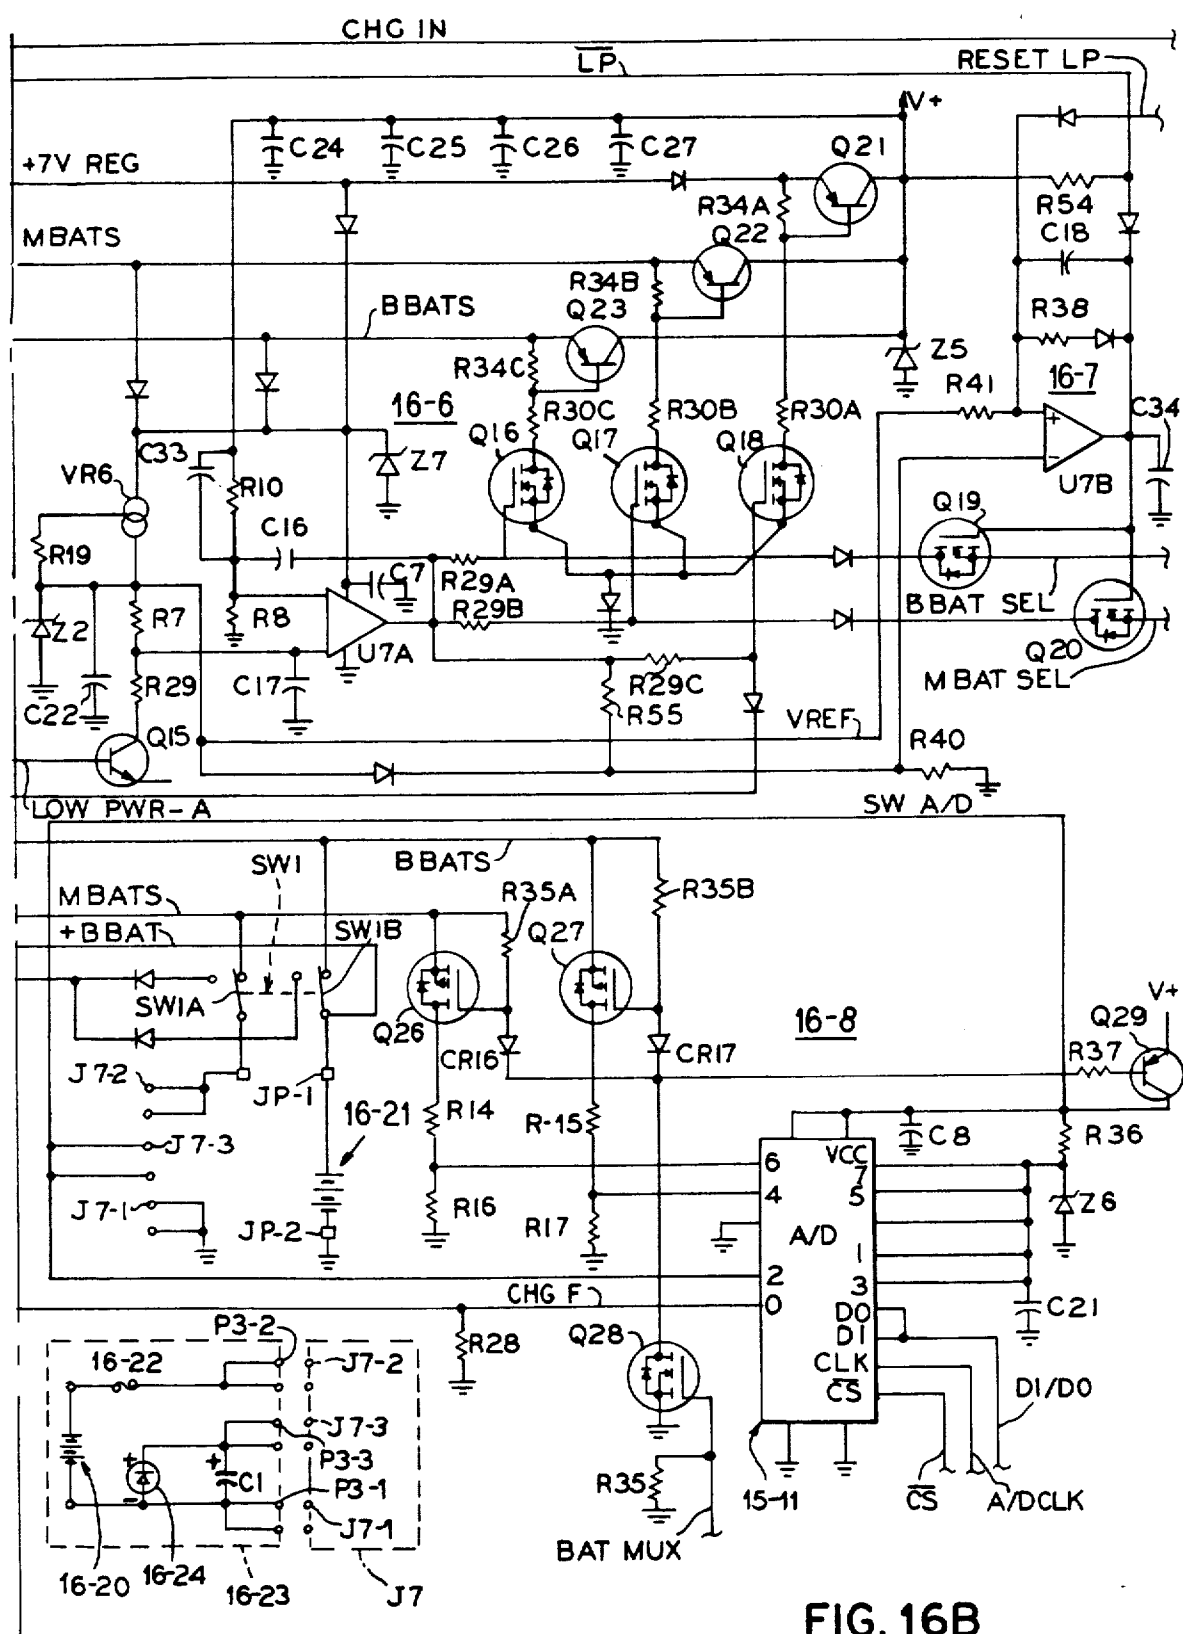 CHG IN
LP
RESET LP
V+
C24
C25
C26
C27
Q21
+7V REG
R34A
R54
MBATS
Q22
C18
R34B
BBATS
Q23
R38
Z5
R34C
16-6
R41
16-7
C34
R30C
R30B
R30A
Q16
Q17
Q18
+
-
C33
Z7
VR6
R10
U7B
Q19
C16
R19
R29A
C7
BBAT SEL
Z2
R7
R8
R29B
U7A
Q20
R29
C17
R29C
MBAT SEL
C22
R55
Q15
VREF
R40
LOW PWR-A
SW A/D
SW1
BBATS
MBATS
R35A
R35B
+BBAT
SW1B
Q27
SW1A
Q26
16-8
V+
Q29
CR16
CR17
R37
J7-2
JP-1
16-21
R14
R-15
C8
R36
J7-3
6
VCC
7
4
5
J7-1
R16
Z6
JP-2
R17
A/D
1
2
3
CHG F
0
D0
C21
P3-2
DI
R28
Q28
16-22
J7-2
CLK
CS
DI/D0
J7-3
P3-3
+
+
C1
P3-1
-
R35
15-11
CS
A/DCLK
J7-1
BAT MUX
16-20
16-24
16-23
J7
FIG. 16B